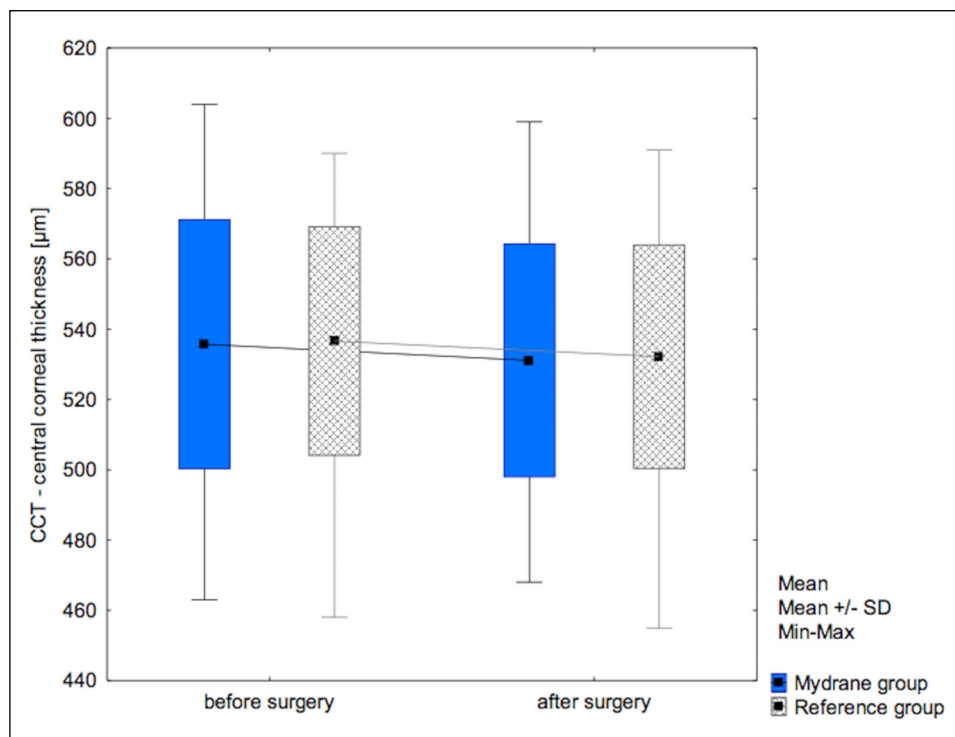 620
600
580
560
540
520
500
480
460
440
CCT - central corneal thickness [µm]
before surgery
after surgery
Mean
Mean +/- SD
Min-Max
Mydrane group
Reference group